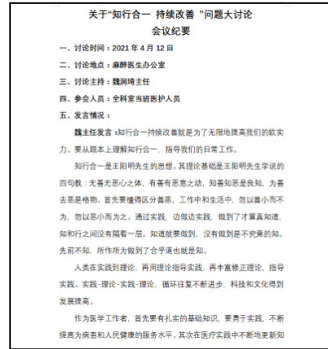 关于“知行合一 持续改善 ”问题大讨论
会议纪要
一、讨论时间：2021 年 4 月 12 日
二、讨论地点：麻醉医生办公室
三、讨论主持：魏润琦主任
四、参会人员：全科室当班医护人员
五、发言情况：
魏主任发言：知行合一持续改善就是为了无限地提高我们的软实
力。要从题本上理解知行合一，指导我们的日常工作。
知行合一是王阳明先生的思想，其理论基础是王阳明先生学说的
四句教：无善无恶心之体，有善有恶意之动，知善知恶是良知，为善
去恶是格物。首先要懂得区分善恶，工作中和生活中，勿以善小而不
为，勿以恶小而为之。通过实践，边做边实践，做到了才算真知道，
知和行之间没有隔着一层。知道就要做到，没有做到是不究竟的知。
先前不知，所作所为做到了合乎道也就是知。
人类在实践到理论，再用理论指导实践，再丰富修正理论，指导
实践。实践-理论-实践-理论，循环往复不断进步，科技和文化得到
发展提高。
作为医学工作者，首先要有扎实的基础知识，要勇于实践，不断
提高为病患和人民健康的服务水平。其次在医疗实践中不断地更新知